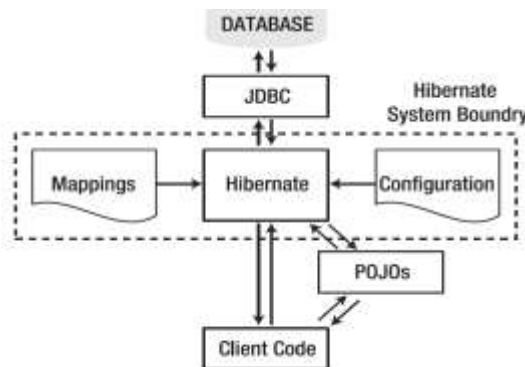 DATABASE
JDBC
Hibernate
System Boundry
Mappings
Hibernate
Configuration
POJOs
Client Code